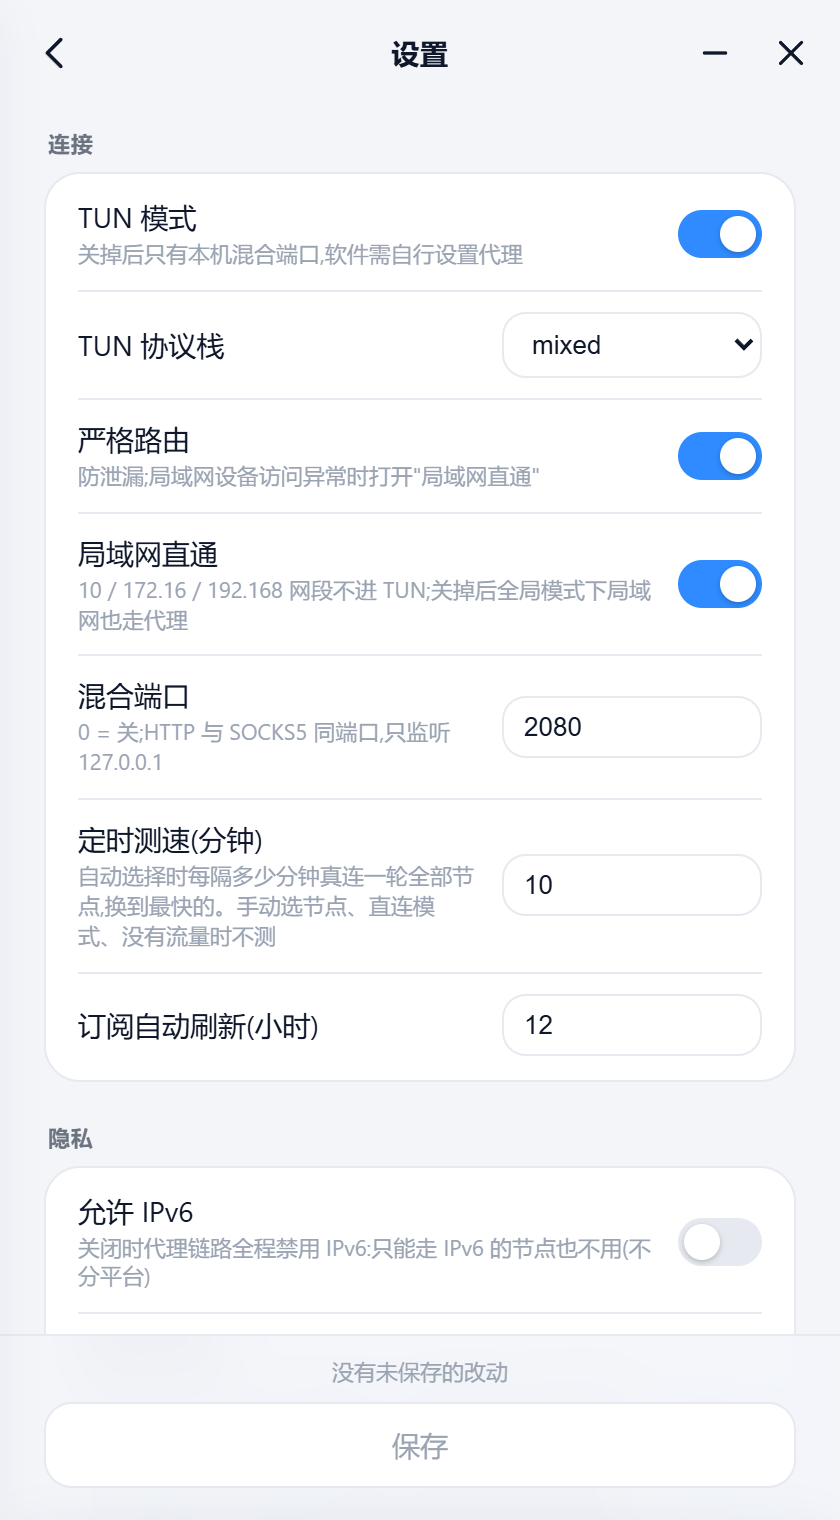 设置
连接
TUN 模式
关掉后只有本机混合端口,软件需自行设置代理
TUN 协议栈
mixed
严格路由
防泄漏;局域网设备访问异常时打开"局域网直通"
局域网直通
10 / 172.16 / 192.168 网段不进 TUN;关掉后全局模式下局域
网也走代理
混合端口
0 = 关;HTTP 与 SOCKS5 同端口,只监听
127.0.0.1
2080
定时测速(分钟)
自动选择时每隔多少分钟真连一轮全部节
点,换到最快的。手动选节点、直连模
式、没有流量时不测
10
订阅自动刷新(小时)
12
隐私
允许 IPv6
关闭时代理链路全程禁用 IPv6:只能走 IPv6 的节点也不用(不
分平台)
没有未保存的改动
保存